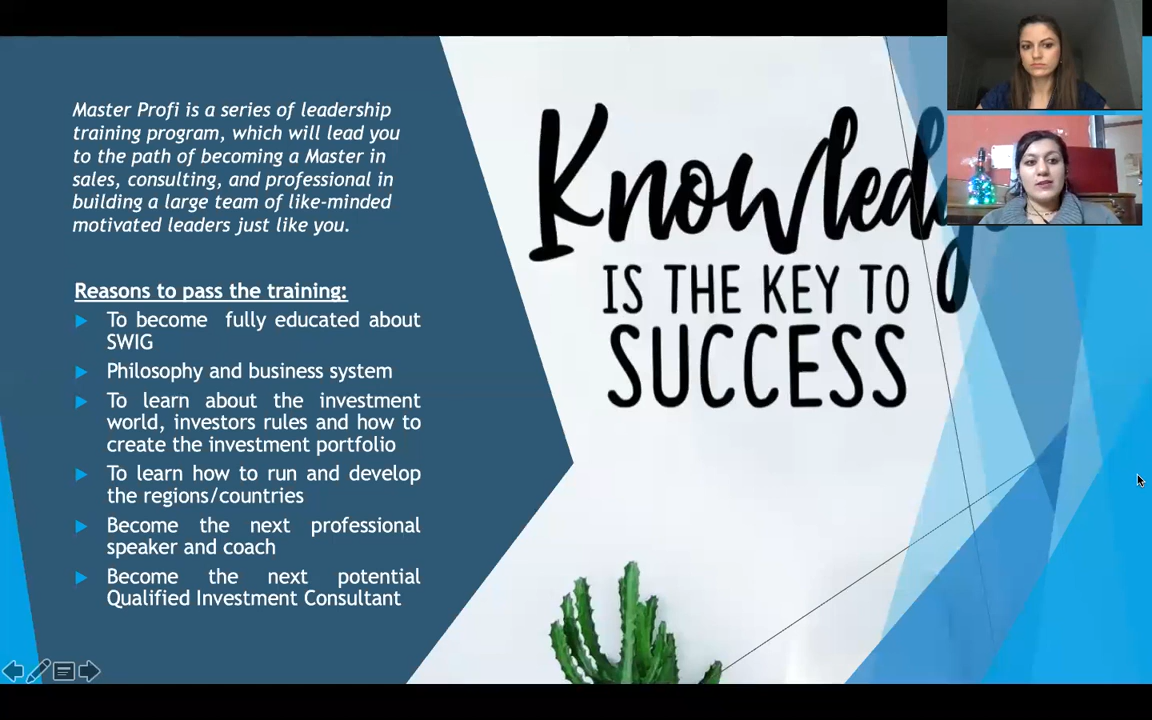 Master Profi is a series of leadership
training program, which will lead you
to the path of becoming a Master in
sales, consulting, and professional in
building a large team of like-minded
motivated leaders just like you.
Reasons to pass the training:
To become fully educated about
SWIG
Philosophy and business system
To learn about the investment
world, investors rules and how to
create the investment portfolio
To learn how to run and develop
the regions/countries
Become the next professional
speaker and coach
Become the next potential
Qualified Investment Consultant
Knowledg
IS THE KEY TO
SUCCESS